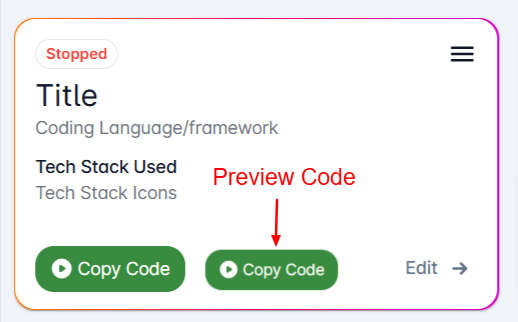 Stopped
Title
Coding Language/framework
Tech Stack Used
Tech Stack Icons
Preview Code
Copy Code
Copy Code
Edit